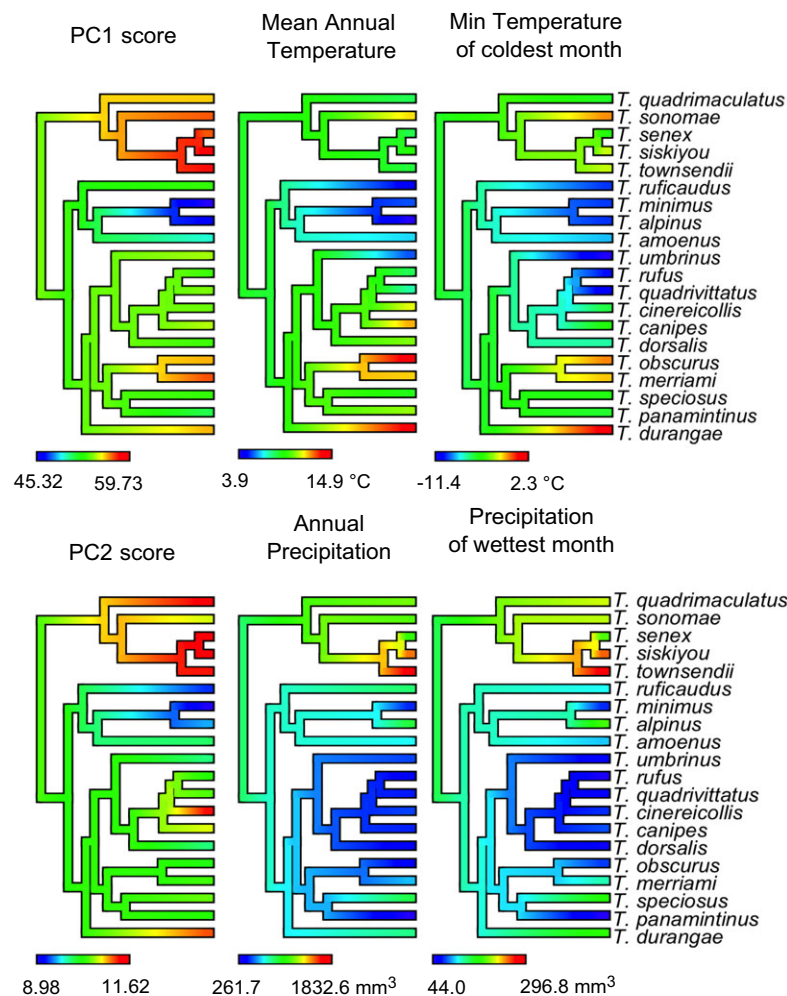 PC1 score
Mean Annual
Temperature
Min Temperature
of coldest month
T. quadrimaculatus
T. sonomae
T. senex
T. siskiyou
T. townsendii
T. ruficaudus
T. minimus
T. alpinus
T. amoenus
T. umbrinus
T. rufus
T. quadrivittatus
T. cinereicollis
T. canipes
T. dorsalis
T. obscurus
T. merriami
T. speciosus
T. panamintinus
T. durangae
45.32 59.73
3.9 14.9 °C
-11.4 2.3 °C
PC2 score
Annual
Precipitation
Precipitation
of wettest month
T. quadrimaculatus
T. sonomae
T. senex
T. siskiyou
T. townsendii
T. ruficaudus
T. minimus
T. alpinus
T. amoenus
T. umbrinus
T. rufus
T. quadrivittatus
T. cinereicollis
T. canipes
T. dorsalis
T. obscurus
T. merriami
T. speciosus
T. panamintinus
T. durangae
8.98 11.62
261.7 1832.6 mm³
44.0 296.8 mm³